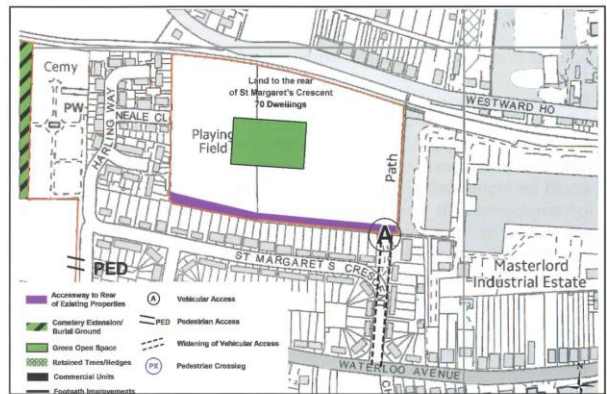 Cemy
PW
HARLING WAY
NEALE CL
Land to the rear
of St Margaret's Crescent
70 Dwellings
Playing
Field
Path
WESTWARD HO
A
ST MARGARET S CRESCENT
PED
Masterlord
Industrial Estate
WATERLOO AVENUE
CH
N
Accessway to Rear
of Existing Properties
Cemetery Extension/
Burial Ground
Green Open Space
Retained Trees/Hedges
Commercial Units
Footpath Improvements
A Vehicular Access
PED Pedestrian Access
Widening of Vehicular Access
PX Pedestrian Crossing